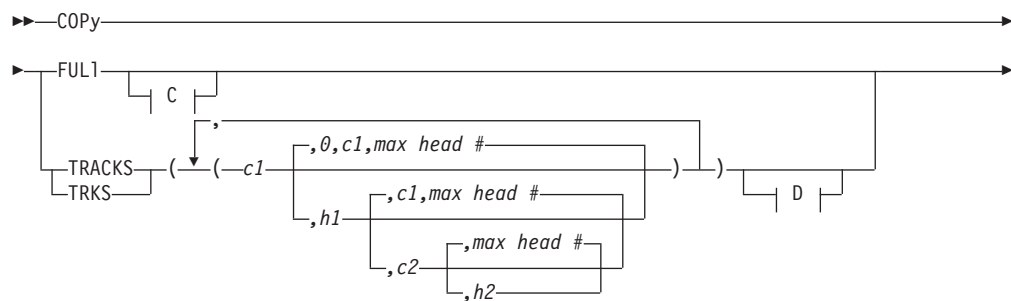 COPy
FULl
C
,
,0,c1,max head #
TRACKS ( ( c1 ) )
TRKS
D
,c1,max head #
,h1
,max head #
,c2
,h2